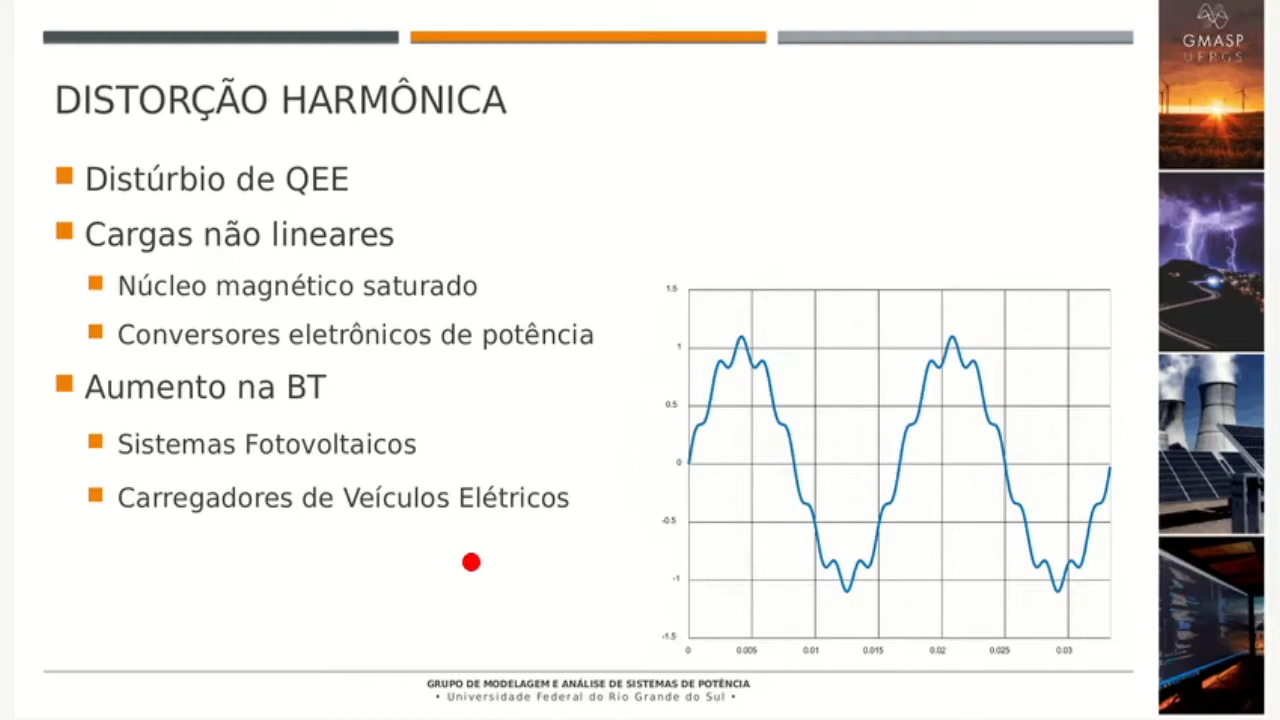 GMASP
UFRGS
DISTORÇÃO HARMÔNICA
Distúrbio de QEE
Cargas não lineares
Núcleo magnético saturado
Conversores eletrônicos de potência
Aumento na BT
Sistemas Fotovoltaicos
Carregadores de Veículos Elétricos
1.5
1
0.5
0
-0.5
-1
-1.5
0 0.005 0.01 0.015 0.02 0.025 0.03
GRUPO DE MODELAGEM E ANÁLISE DE SISTEMAS DE POTÊNCIA
• Universidade Federal do Rio Grande do Sul •